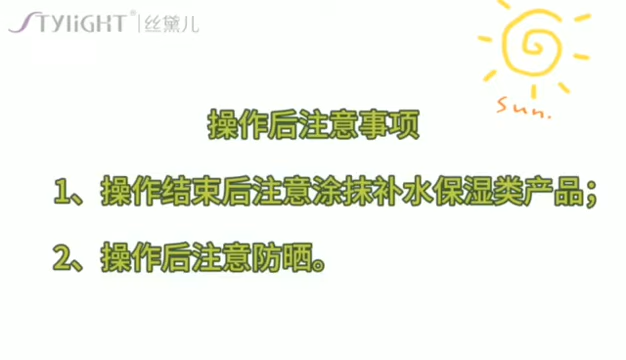 STYLIGHT® | 丝黛儿
sun.
操作后注意事项
1、操作结束后注意涂抹补水保湿类产品；
2、操作后注意防晒。